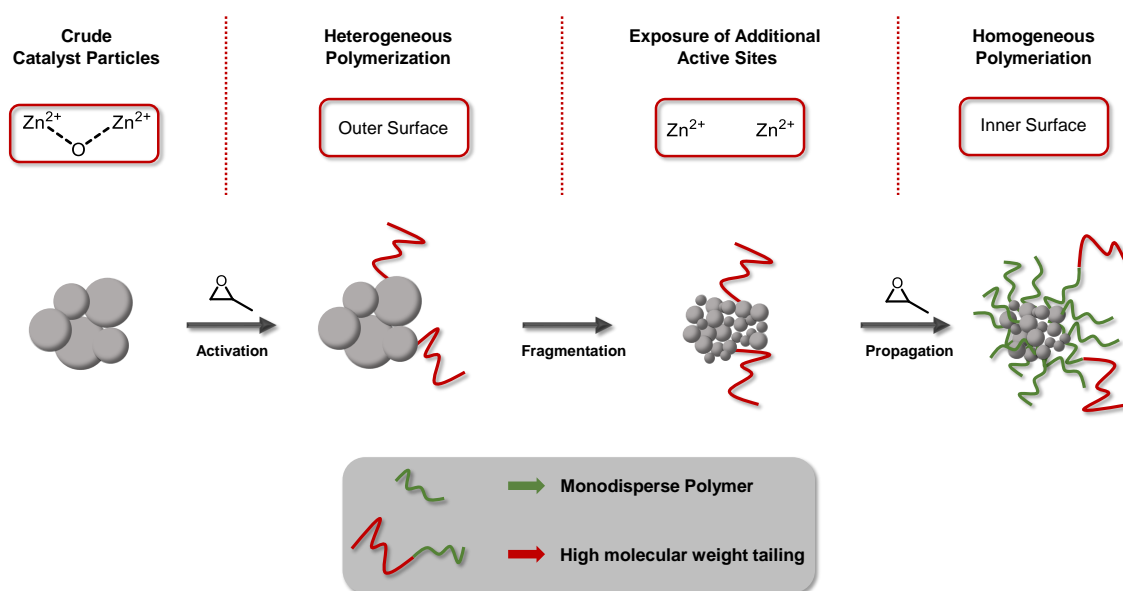 Crude
Catalyst Particles
Heterogeneous
Polymerization
Exposure of Additional
Active Sites
Homogeneous
Polymeriation
Zn²⁺ Zn²⁺
O
Outer Surface
Zn²⁺ Zn²⁺
Inner Surface
O
Activation
Fragmentation
O
Propagation
Monodisperse Polymer
High molecular weight tailing